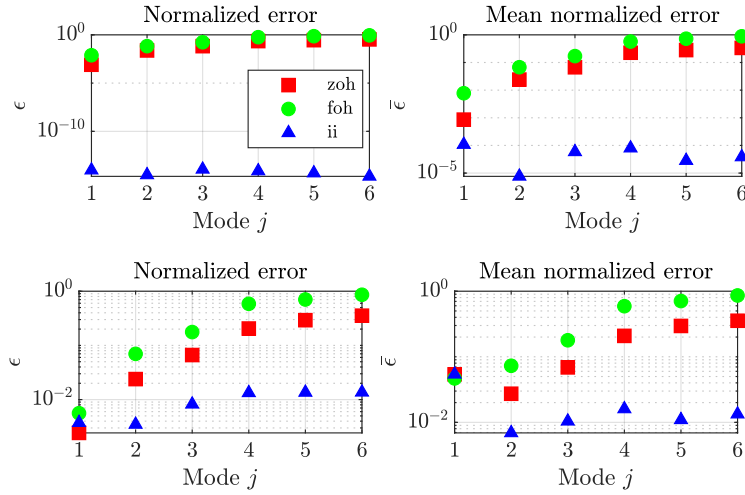 Normalized error
10^0
10^{-10}
ϵ
zoh
foh
ii
1 2 3 4 5 6
Mode j
Mean normalized error
10^0
10^{-5}
ϵ̄
1 2 3 4 5 6
Mode j
Normalized error
10^0
10^{-2}
ϵ
1 2 3 4 5 6
Mode j
Mean normalized error
10^0
10^{-2}
ϵ̄
1 2 3 4 5 6
Mode j